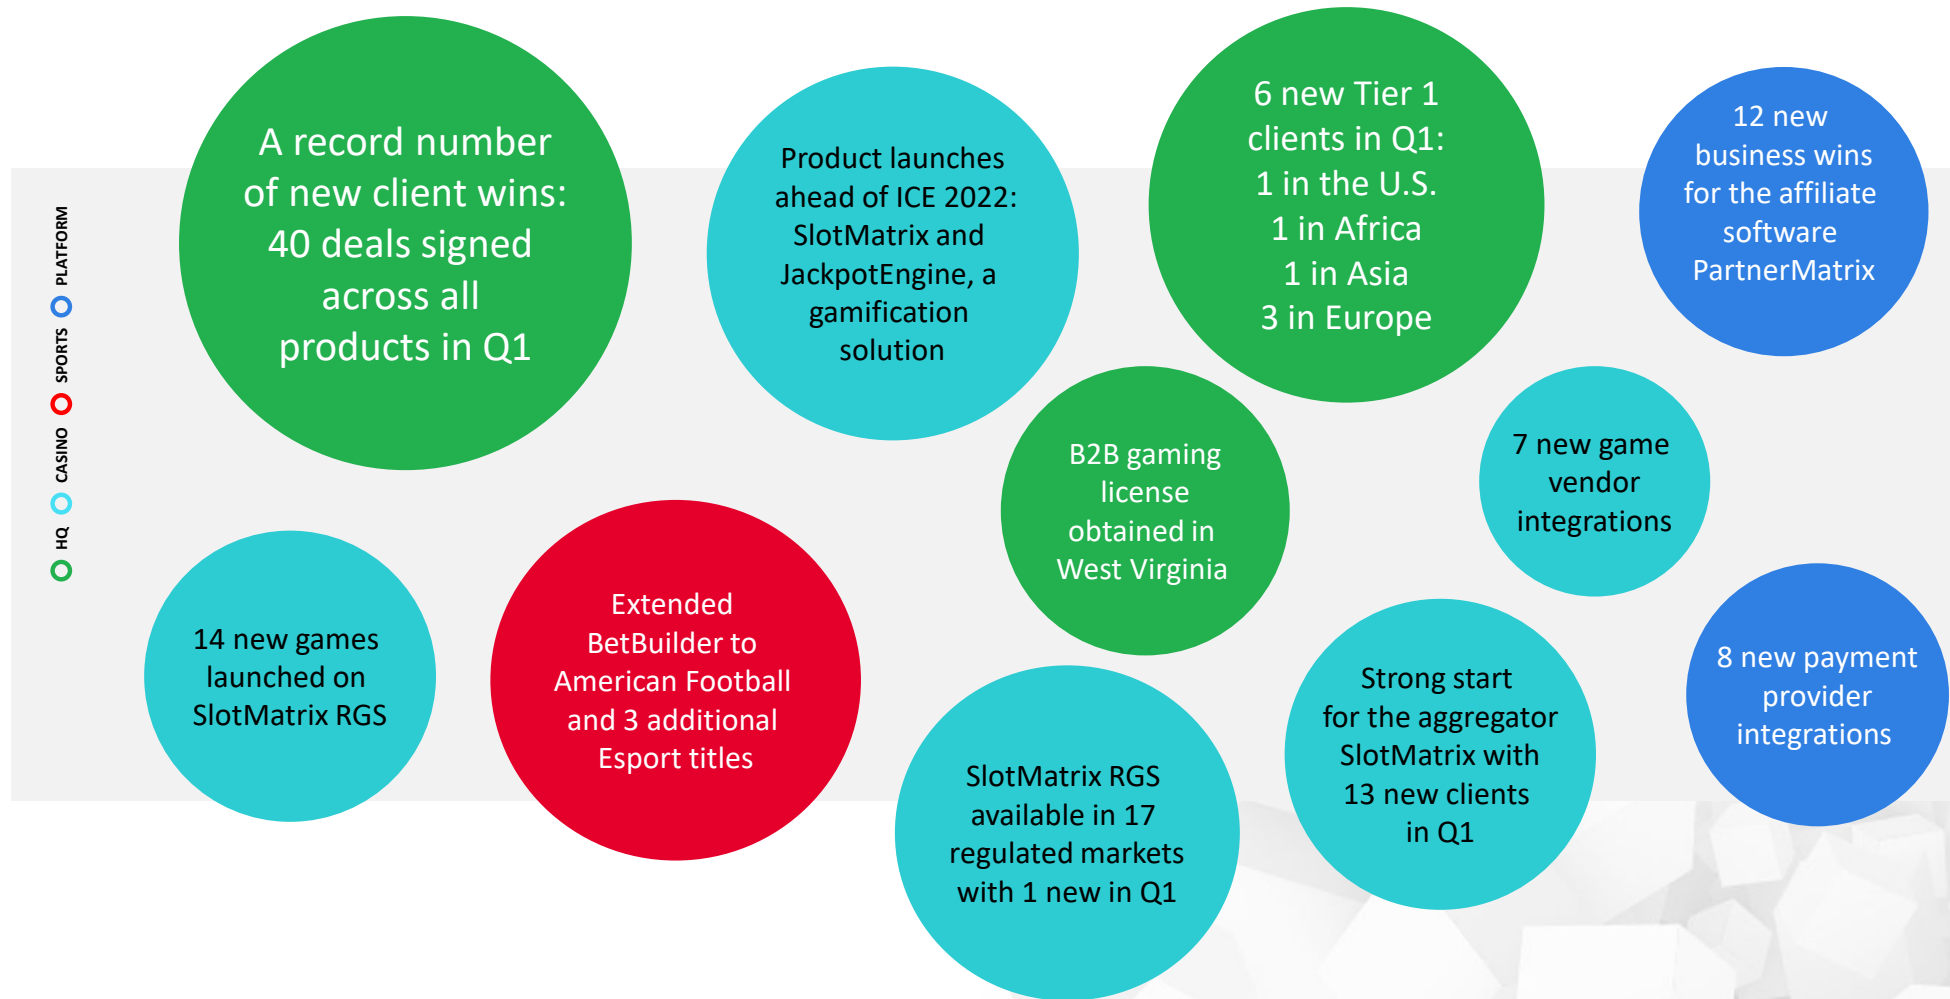 A record number
of new client wins:
40 deals signed
across all
products in Q1
Product launches
ahead of ICE 2022:
SlotMatrix and
JackpotEngine, a
gamification
solution
6 new Tier 1
clients in Q1:
1 in the U.S.
1 in Africa
1 in Asia
3 in Europe
12 new
business wins
for the affiliate
software
PartnerMatrix
HQ
CASINO
SPORTS
PLATFORM
B2B gaming
license
obtained in
West Virginia
7 new game
vendor
integrations
14 new games
launched on
SlotMatrix RGS
Extended
BetBuilder to
American Football
and 3 additional
Esport titles
SlotMatrix RGS
available in 17
regulated markets
with 1 new in Q1
Strong start
for the aggregator
SlotMatrix with
13 new clients
in Q1
8 new payment
provider
integrations